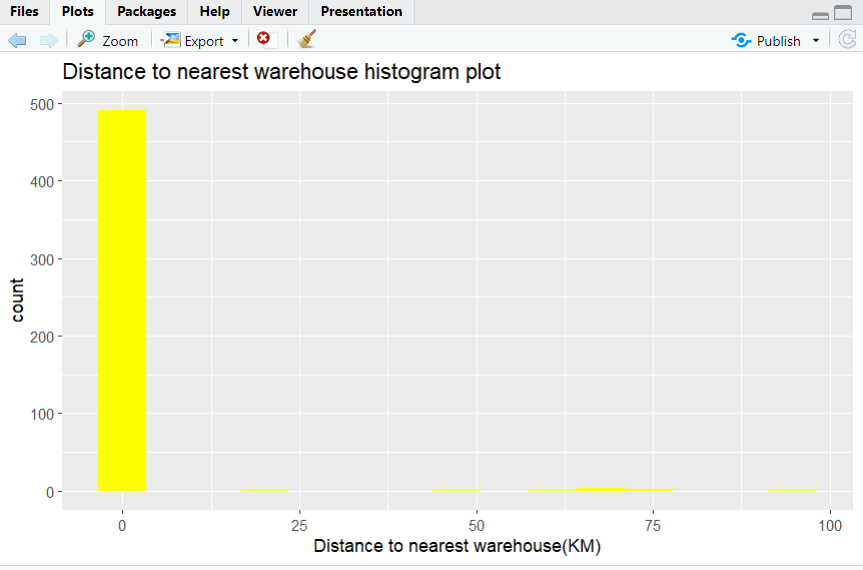 Files Plots Packages Help Viewer Presentation
Zoom Export Publish
Distance to nearest warehouse histogram plot
500
400
300
200
100
0
count
0 25 50 75 100
Distance to nearest warehouse(KM)